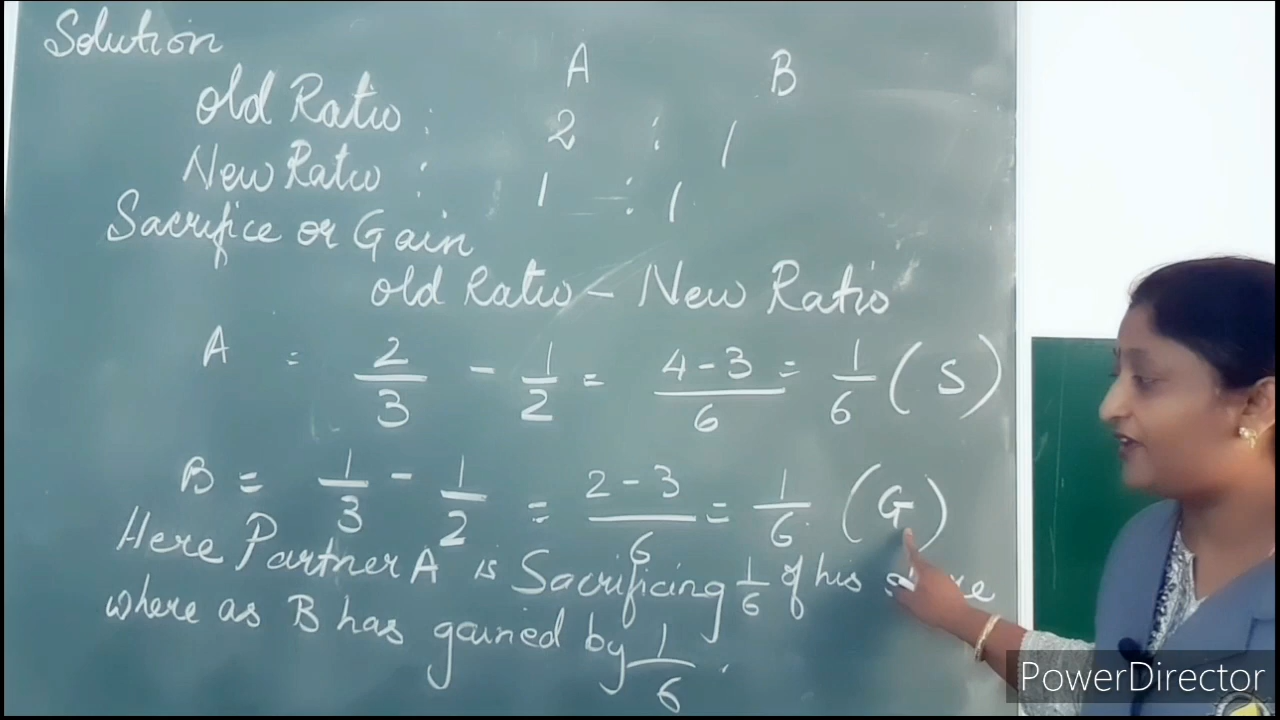 Solution
A B
Old Ratio : 2 : 1
New Ratio : 1 : 1
Sacrifice or Gain
old Ratio - New Ratio
A = 2/3 - 1/2 = 4-3/6 = 1/6 (S)
B = 1/3 - 1/2 = 2-3/6 = 1/6 (G)
Here Partner A is Sacrificing 1/6 of his
where as B has gained by 1/6.
PowerDirector